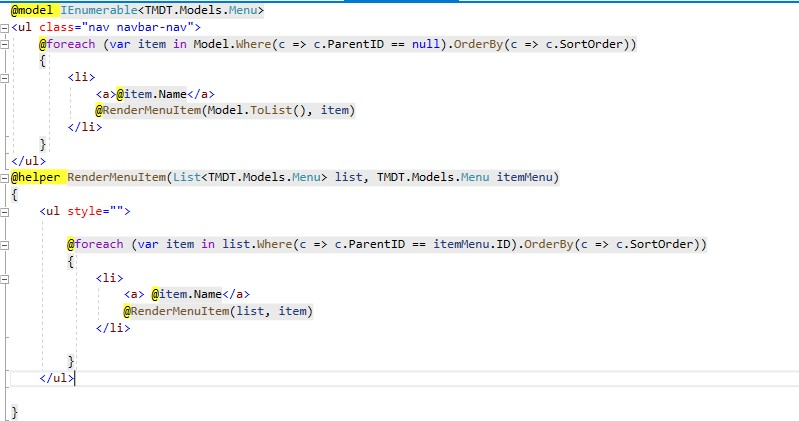 @model IEnumerable<TMDT.Models.Menu>
<ul class="nav navbar-nav">
@foreach (var item in Model.Where(c => c.ParentID == null).OrderBy(c => c.SortOrder))
{
<li>
<a>@item.Name</a>
@RenderMenuItem(Model.ToList(), item)
</li>
}
</ul>
@helper RenderMenuItem(List<TMDT.Models.Menu> list, TMDT.Models.Menu itemMenu)
{
<ul style="">
@foreach (var item in list.Where(c => c.ParentID == itemMenu.ID).OrderBy(c => c.SortOrder))
{
<li>
<a> @item.Name</a>
@RenderMenuItem(list, item)
</li>
}
</ul>
}